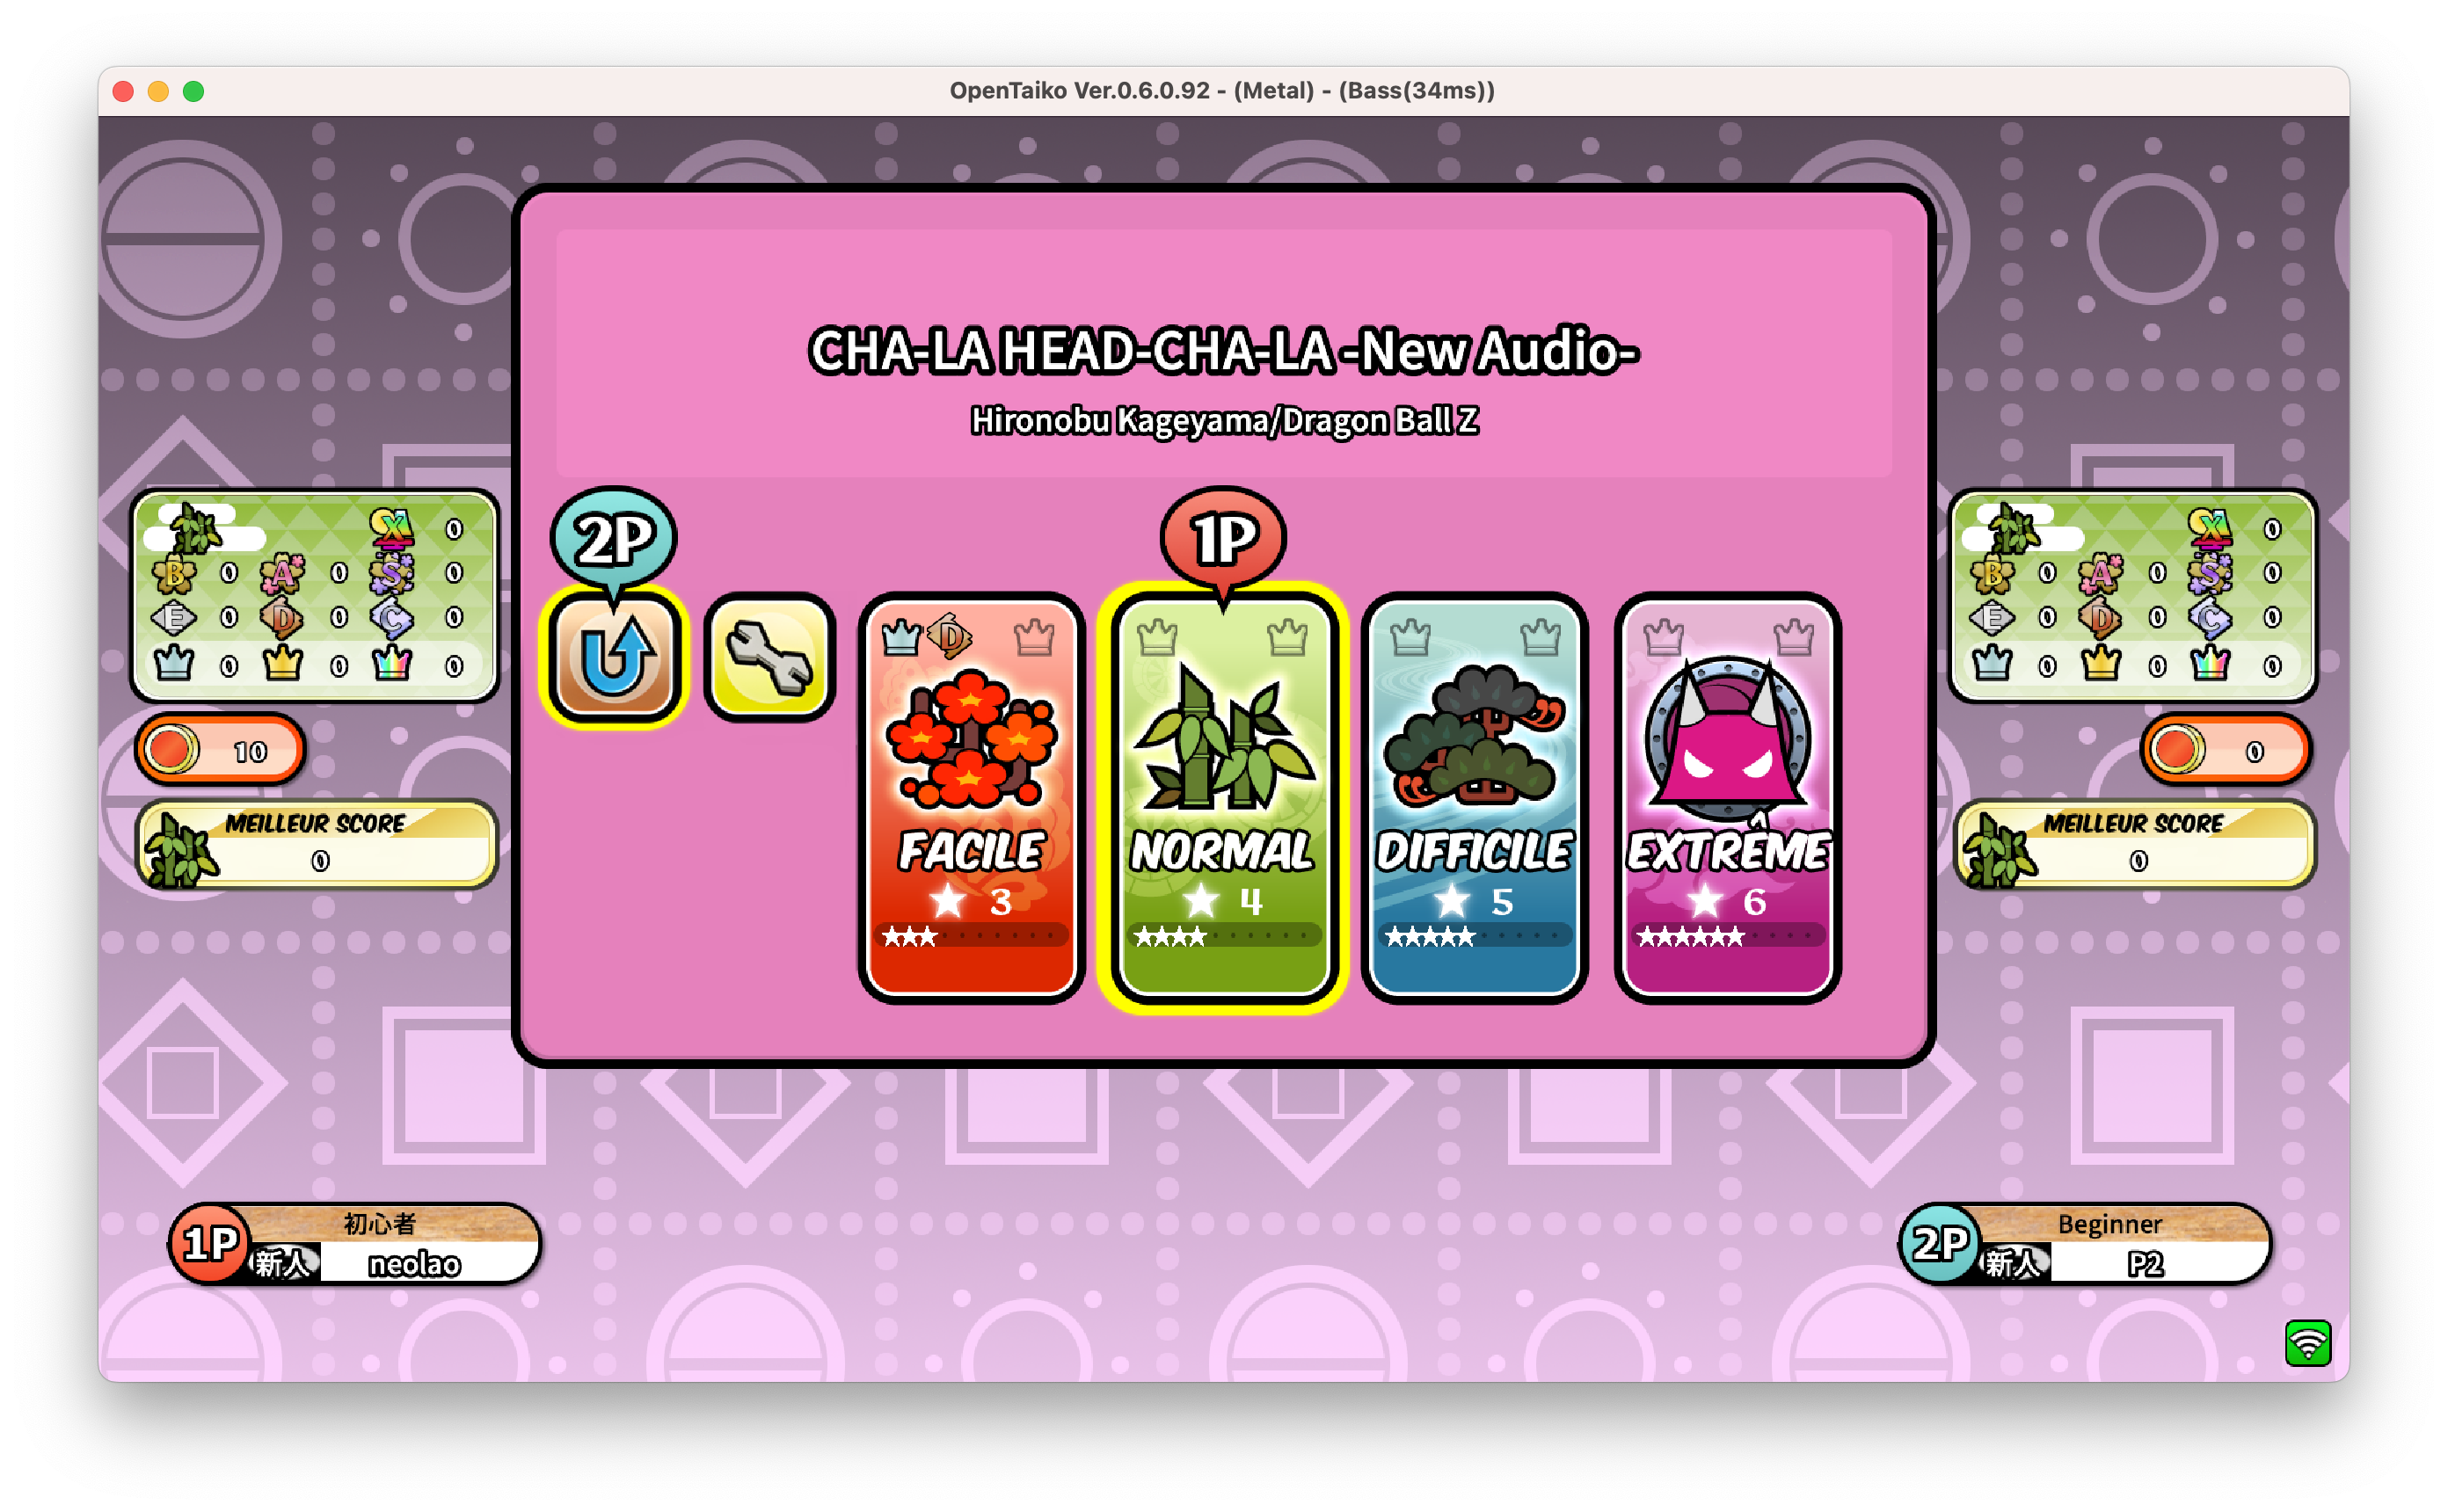 OpenTaiko Ver.0.6.0.92 - (Metal) - (Bass(34ms))
CHA-LA HEAD-CHA-LA -New Audio-
Hironobu Kageyama/Dragon Ball Z
2P
1P
X 0
B 0 A 0 S 0
E 0 D 0 C 0
0 0 0
10
MEILLEUR SCORE
0
D
FACILE
★ 3
NORMAL
★ 4
DIFFICILE
★ 5
EXTRÊME
★ 6
X 0
B 0 A 0 S 0
E 0 D 0 C 0
0 0 0
0
MEILLEUR SCORE
0
1P
初心者
新人 neolao
2P
Beginner
新人 P2